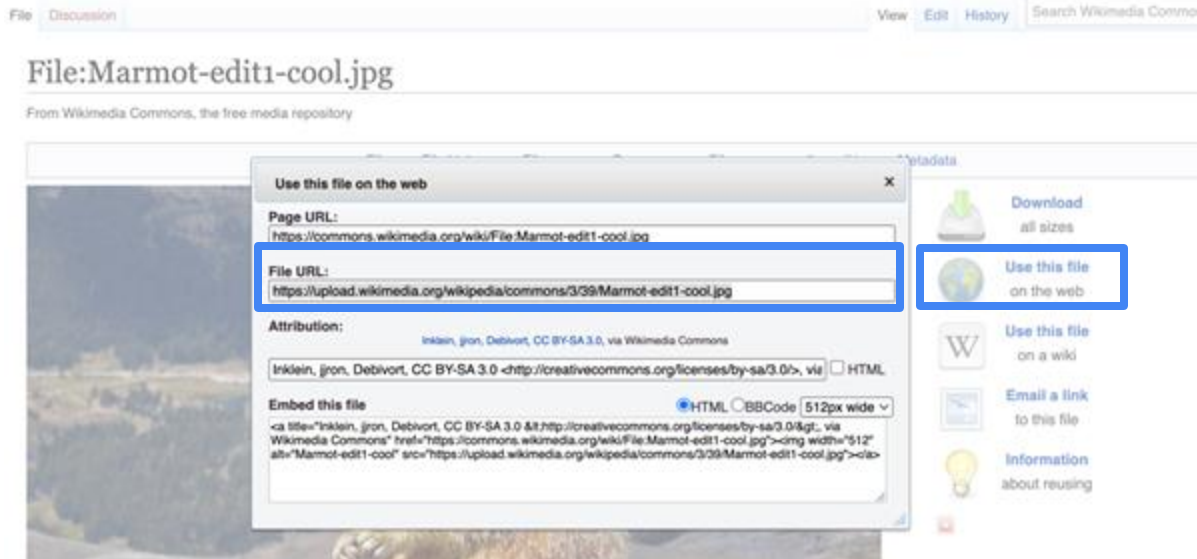 File Discussion View Edit History Search Wikimedia Commo
File:Marmot-edit1-cool.jpg
From Wikimedia Commons, the free media repository
Metadata
Use this file on the web ×
Page URL:
https://commons.wikimedia.org/wiki/File:Marmot-edit1-cool.jpg
File URL:
https://upload.wikimedia.org/wikipedia/commons/3/39/Marmot-edit1-cool.jpg
Attribution:
Inklein, jjron, Debivort, CC BY-SA 3.0, via Wikimedia Commons
Inklein, jjron, Debivort, CC BY-SA 3.0 <http://creativecommons.org/licenses/by-sa/3.0/>, via HTML
Embed this file HTML BBCode 512px wide
<a title="Inklein, jjron, Debivort, CC BY-SA 3.0 &lt;http://creativecommons.org/licenses/by-sa/3.0/&gt;, via
Wikimedia Commons" href="https://commons.wikimedia.org/wiki/File:Marmot-edit1-cool.jpg"><img width="512"
alt="Marmot-edit1-cool" src="https://upload.wikimedia.org/wikipedia/commons/3/39/Marmot-edit1-cool.jpg"></a>
Download
all sizes
Use this file
on the web
W
Use this file
on a wiki
Email a link
to this file
Information
about reusing